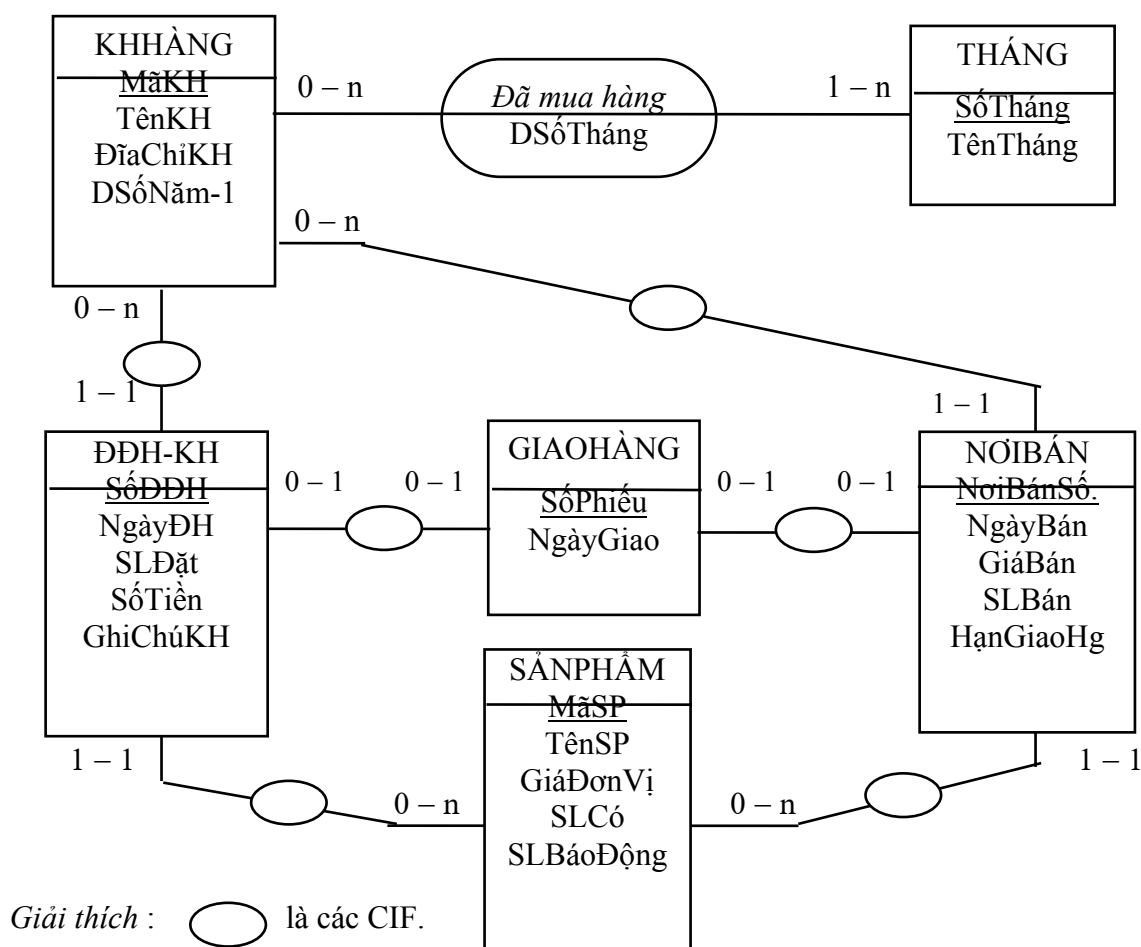 KHHÀNG
MãKH
TênKH
ĐĩaChỉKH
DSốNăm-1
0 – n
Đã mua hàng
DSốTháng
1 – n
THÁNG
SốTháng
TênTháng
0 – n
0 – n
1 – 1
1 – 1
ĐĐH-KH
SốĐĐH
NgàyĐH
SLĐặt
SốTiền
GhiChúKH
0 – 1
0 – 1
GIAOHÀNG
SốPhiếu
NgàyGiao
0 – 1
0 – 1
NƠIBÁN
NơiBánSố.
NgàyBán
GiáBán
SLBán
HạnGiaoHg
SẢNPHẨM
MãSP
TênSP
GiáĐơnVị
SLCó
SLBáoĐộng
1 – 1
0 – n
0 – n
1 – 1
Giải thích : là các CIF.